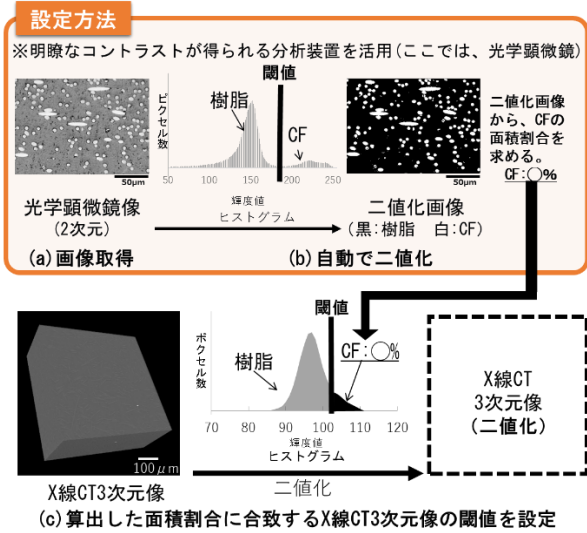 設定方法
※明瞭なコントラストが得られる分析装置を活用(ここでは、光学顕微鏡)
閾値
ピクセル数
樹脂
CF
50μm
50 100 150 200 250
輝度値
ヒストグラム
50μm
二値化画像
から、CFの
面積割合を
求める。
CF:○%
光学顕微鏡像
(2次元)
二値化画像
(黒:樹脂 白:CF)
(a)画像取得
(b)自動で二値化
閾値
ボクセル数
樹脂
CF:○%
70 80 90 100 110 120
輝度値
ヒストグラム
100μm
X線CT
3次元像
(二値化)
X線CT3次元像
二値化
(c)算出した面積割合に合致するX線CT3次元像の閾値を設定